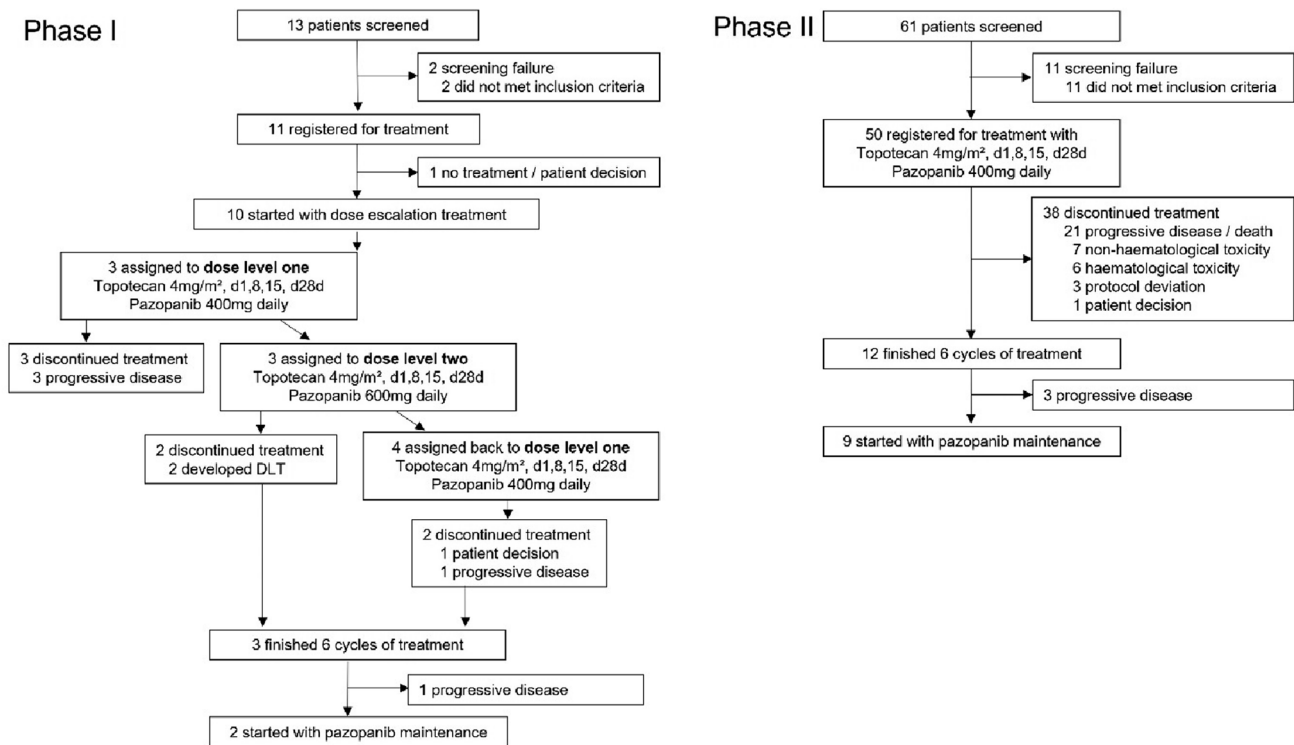 Phase I
13 patients screened
2 screening failure
2 did not met inclusion criteria
11 registered for treatment
1 no treatment / patient decision
10 started with dose escalation treatment
3 assigned to dose level one
Topotecan 4mg/m², d1,8,15, d28d
Pazopanib 400mg daily
3 discontinued treatment
3 progressive disease
3 assigned to dose level two
Topotecan 4mg/m², d1,8,15, d28d
Pazopanib 600mg daily
2 discontinued treatment
2 developed DLT
4 assigned back to dose level one
Topotecan 4mg/m², d1,8,15, d28d
Pazopanib 400mg daily
2 discontinued treatment
1 patient decision
1 progressive disease
3 finished 6 cycles of treatment
1 progressive disease
2 started with pazopanib maintenance
Phase II
61 patients screened
11 screening failure
11 did not met inclusion criteria
50 registered for treatment with
Topotecan 4mg/m², d1,8,15, d28d
Pazopanib 400mg daily
38 discontinued treatment
21 progressive disease / death
7 non-haematological toxicity
6 haematological toxicity
3 protocol deviation
1 patient decision
12 finished 6 cycles of treatment
3 progressive disease
9 started with pazopanib maintenance